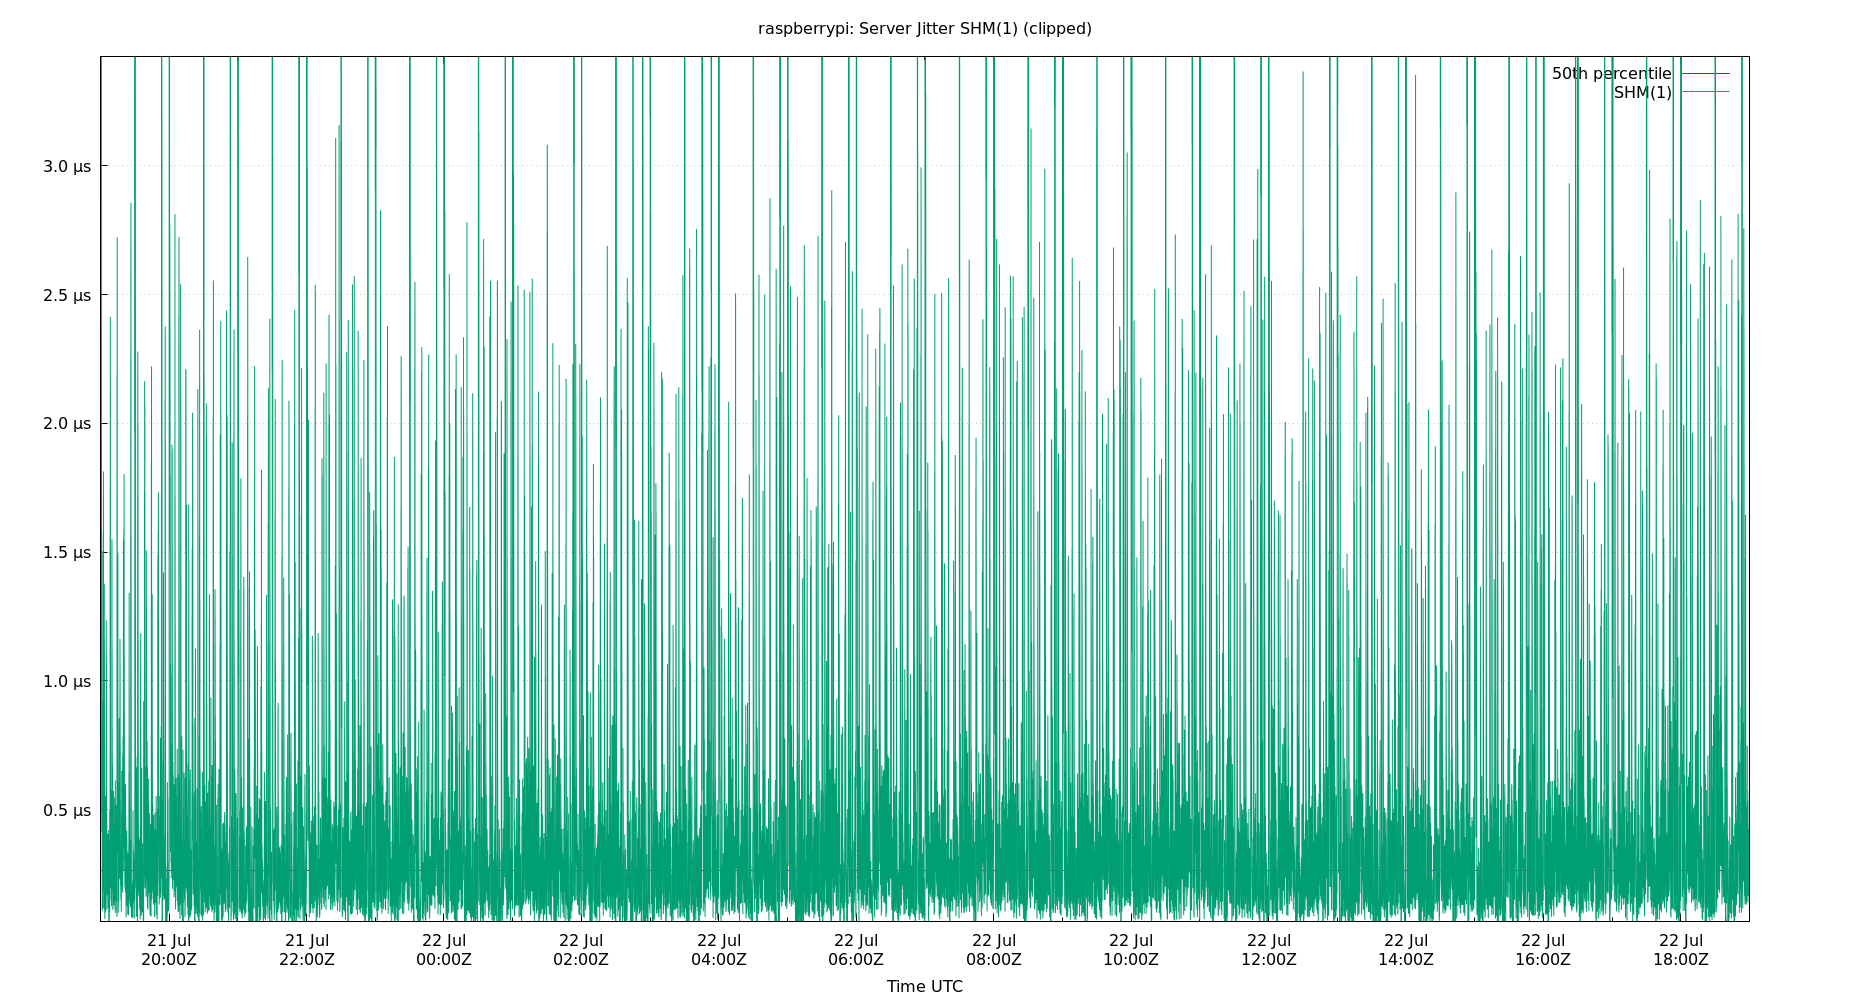 raspberrypi: Server Jitter SHM(1) (clipped)
50th percentile
SHM(1)
3.0 μs
2.5 μs
2.0 μs
1.5 μs
1.0 μs
0.5 μs
21 Jul 21 Jul 22 Jul 22 Jul 22 Jul 22 Jul 22 Jul 22 Jul 22 Jul 22 Jul 22 Jul 22 Jul
20:00Z 22:00Z 00:00Z 02:00Z 04:00Z 06:00Z 08:00Z 10:00Z 12:00Z 14:00Z 16:00Z 18:00Z
Time UTC